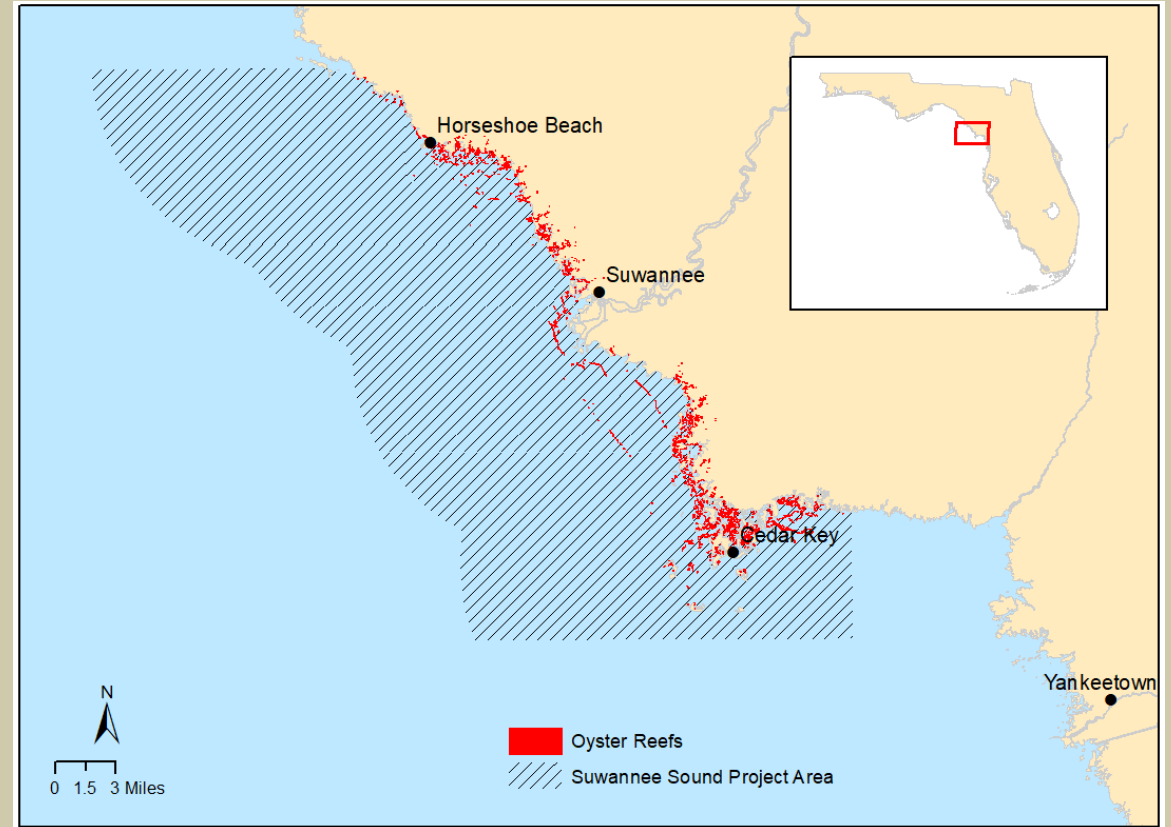 Horseshoe Beach
Suwannee
Cedar Key
Yankeetown
N
0 1.5 3 Miles
Oyster Reefs
Suwannee Sound Project Area